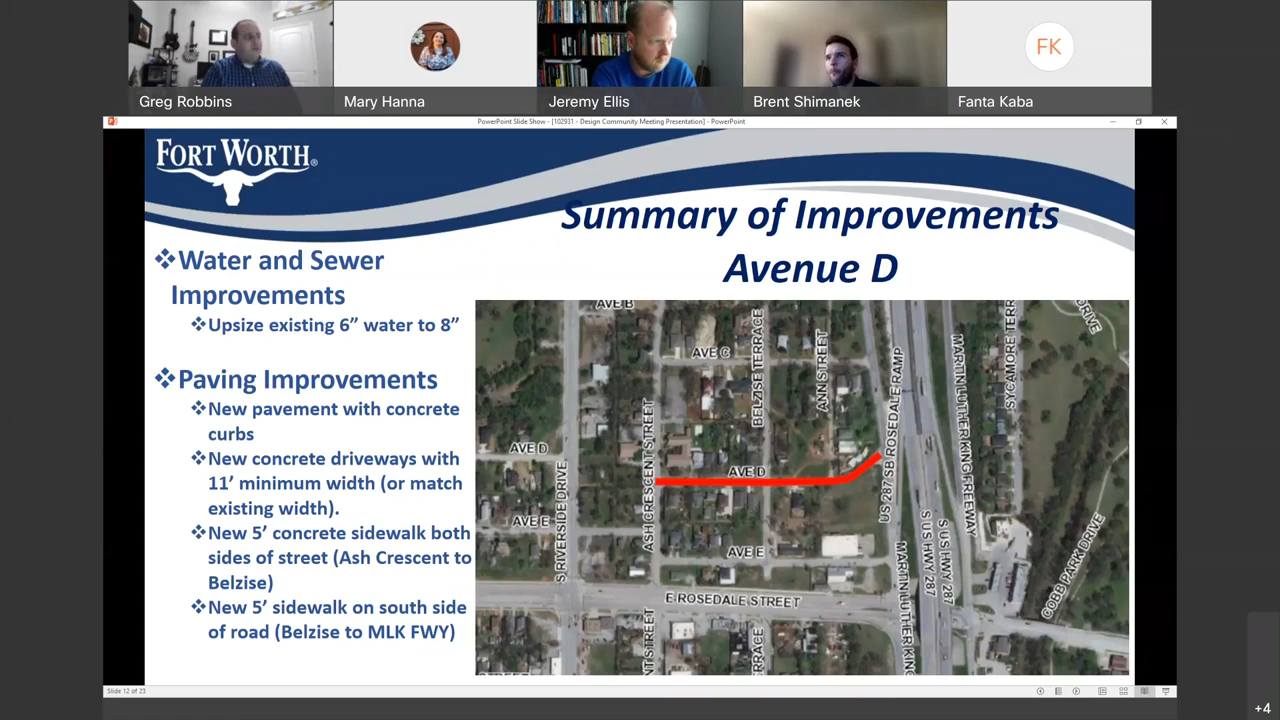 Greg Robbins
Mary Hanna
Jeremy Ellis
Brent Shimanek
FK
Fanta Kaba
PowerPoint Slide Show - [102931 - Design Community Meeting Presentation] - PowerPoint
FORT WORTH®
Summary of Improvements
Avenue D
❖Water and Sewer
Improvements
❖Upsize existing 6” water to 8”
❖Paving Improvements
❖New pavement with concrete
curbs
❖New concrete driveways with
11’ minimum width (or match
existing width).
❖New 5’ concrete sidewalk both
sides of street (Ash Crescent to
Belzise)
❖New 5’ sidewalk on south side
of road (Belzise to MLK FWY)
AVE B
AVE C
BELZISE TERRACE
ANN STREET
US 287 SB ROSEDALE RAMP
MARTIN LUTHER KING FREEWAY
SYCAMORE TERR
DRIVE
AVE D
S RIVERSIDE DRIVE
ASH CRESCENT STREET
AVE D
AVE E
AVE E
S US HWY 287
S US HWY 287
MARTIN LUTHER KING
COBB PARK DRIVE
E ROSEDALE STREET
NT STREET
RRACE
STREET
Slide 12 of 23
+4